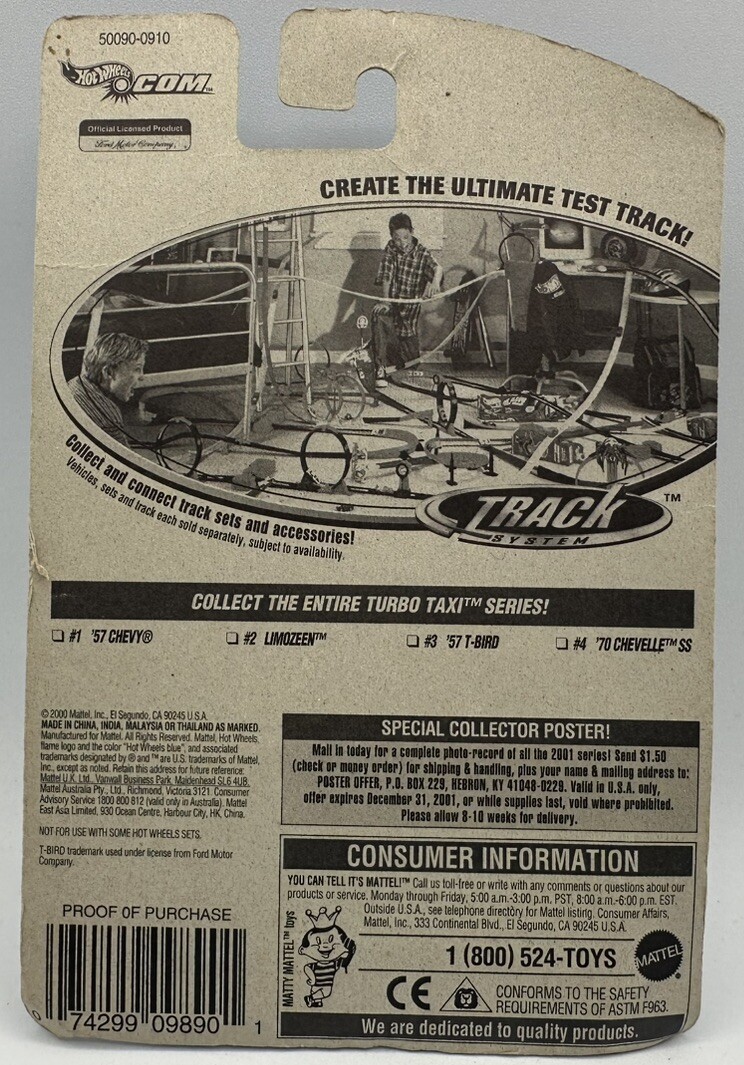 50090-0910
Hot Wheels .COM™
Official Licensed Product
Ford Motor Company,
CREATE THE ULTIMATE TEST TRACK!
Collect and connect track sets and accessories!
Vehicles, sets and track each sold separately, subject to availability.
TRACK™
SYSTEM
COLLECT THE ENTIRE TURBO TAXI™ SERIES!
#1 '57 CHEVY®
#2 LIMOZEEN™
#3 '57 T-BIRD
#4 '70 CHEVELLE™ SS
© 2000 Mattel, Inc., El Segundo, CA 90245 U.S.A.
MADE IN CHINA, INDIA, MALAYSIA OR THAILAND AS MARKED.
Manufactured for Mattel. All Rights Reserved. Mattel, Hot Wheels,
flame logo and the color "Hot Wheels blue", and associated
trademarks designated by ® and ™ are U.S. trademarks of Mattel,
Inc., except as noted. Retain this address for future reference:
Mattel U.K. Ltd., Vanwall Business Park, Maidenhead SL6 4UB.
Mattel Australia Pty., Ltd., Richmond, Victoria 3121. Consumer
Advisory Service 1800 800 812 (valid only in Australia). Mattel
East Asia Limited, 930 Ocean Centre, Harbour City, HK, China.
NOT FOR USE WITH SOME HOT WHEELS SETS.
T-BIRD trademark used under license from Ford Motor
Company.
PROOF OF PURCHASE
0 74299 09890 1
SPECIAL COLLECTOR POSTER!
Mail in today for a complete photo-record of all the 2001 series! Send $1.50
(check or money order) for shipping & handling, plus your name & mailing address to:
POSTER OFFER, P.O. BOX 229, HEBRON, KY 41048-0229. Valid in U.S.A. only,
offer expires December 31, 2001, or while supplies last, void where prohibited.
Please allow 8-10 weeks for delivery.
CONSUMER INFORMATION
YOU CAN TELL IT'S MATTEL!™ Call us toll-free or write with any comments or questions about our
products or service. Monday through Friday, 5:00 a.m.-3:00 p.m. PST, 8:00 a.m.-6:00 p.m. EST.
Outside U.S.A., see telephone directory for Mattel listing. Consumer Affairs,
Mattel, Inc., 333 Continental Blvd., El Segundo, CA 90245 U.S.A.
MATTY MATTEL™ toys
1 (800) 524-TOYS
MATTEL®
CE
CONFORMS TO THE SAFETY
REQUIREMENTS OF ASTM F963.
We are dedicated to quality products.